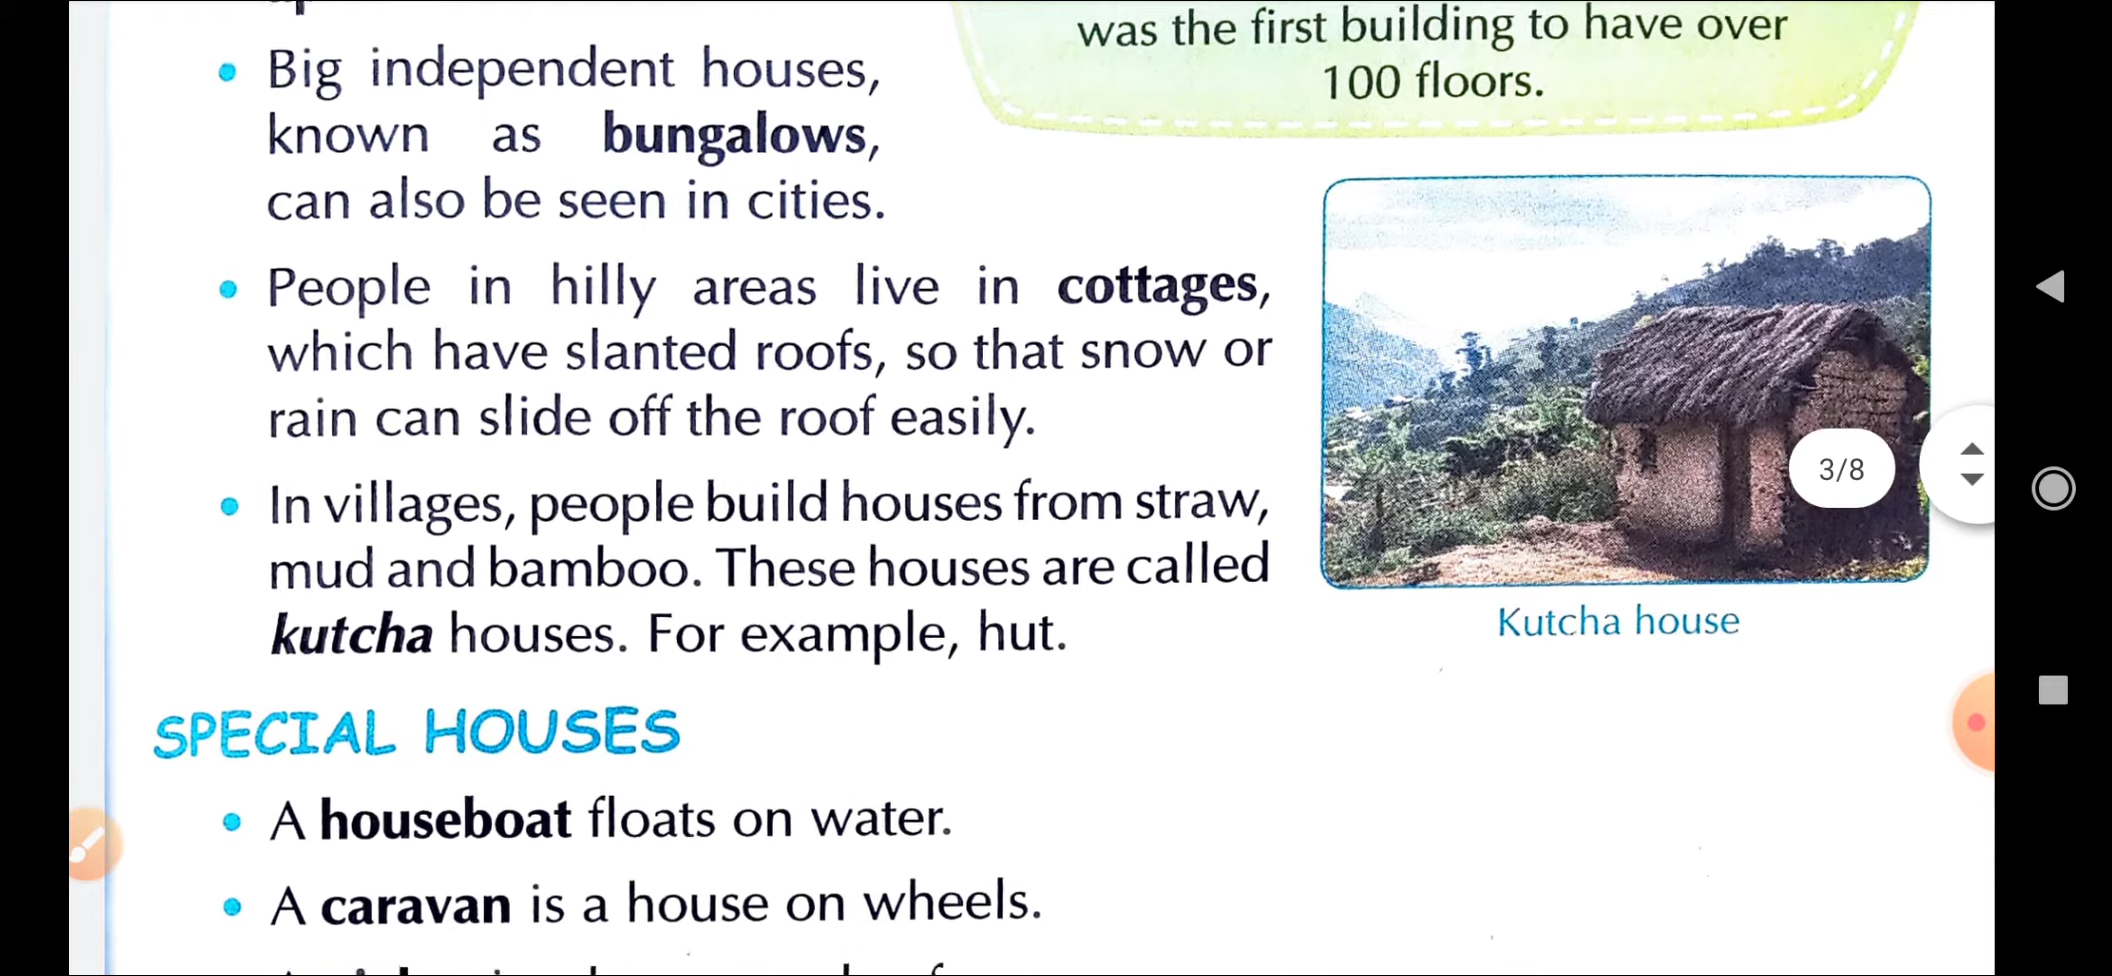 was the first building to have over
100 floors.
Big independent houses,
known as bungalows,
can also be seen in cities.
People in hilly areas live in cottages,
which have slanted roofs, so that snow or
rain can slide off the roof easily.
In villages, people build houses from straw,
mud and bamboo. These houses are called
kutcha houses. For example, hut.
3/8
Kutcha house
SPECIAL HOUSES
A houseboat floats on water.
A caravan is a house on wheels.